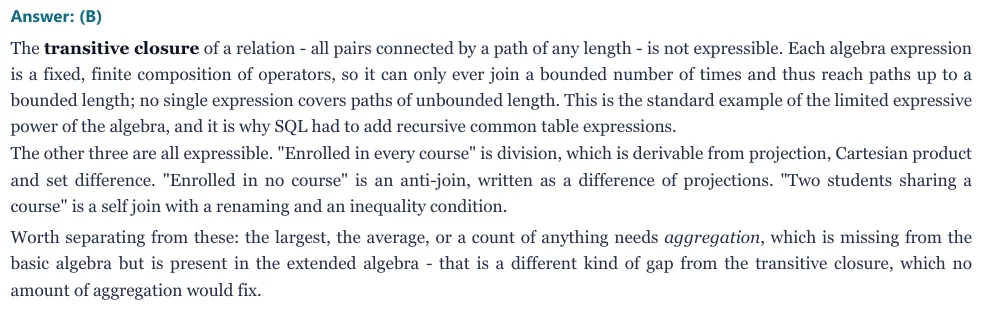 Answer: (B)
The transitive closure of a relation - all pairs connected by a path of any length - is not expressible. Each algebra expression
is a fixed, finite composition of operators, so it can only ever join a bounded number of times and thus reach paths up to a
bounded length; no single expression covers paths of unbounded length. This is the standard example of the limited expressive
power of the algebra, and it is why SQL had to add recursive common table expressions.
The other three are all expressible. "Enrolled in every course" is division, which is derivable from projection, Cartesian product
and set difference. "Enrolled in no course" is an anti-join, written as a difference of projections. "Two students sharing a
course" is a self join with a renaming and an inequality condition.
Worth separating from these: the largest, the average, or a count of anything needs aggregation, which is missing from the
basic algebra but is present in the extended algebra - that is a different kind of gap from the transitive closure, which no
amount of aggregation would fix.